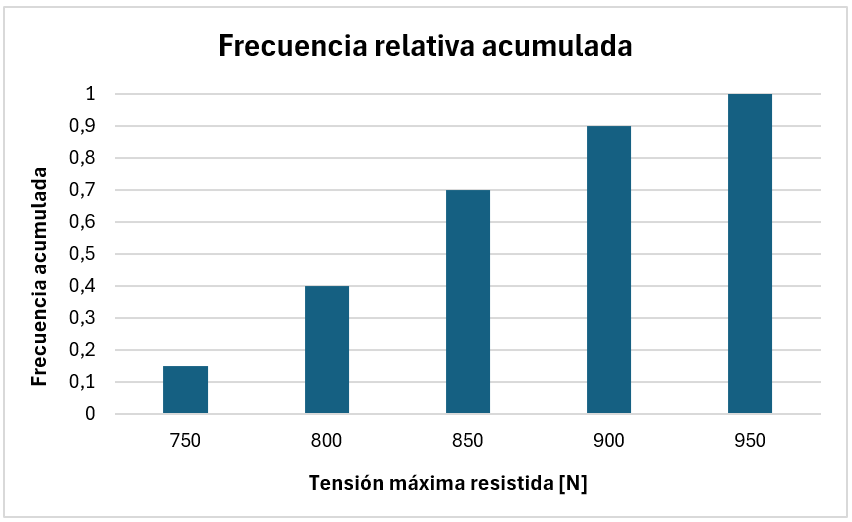 Frecuencia relativa acumulada
Frecuencia acumulada
1
0,9
0,8
0,7
0,6
0,5
0,4
0,3
0,2
0,1
0
750 800 850 900 950
Tensión máxima resistida [N]